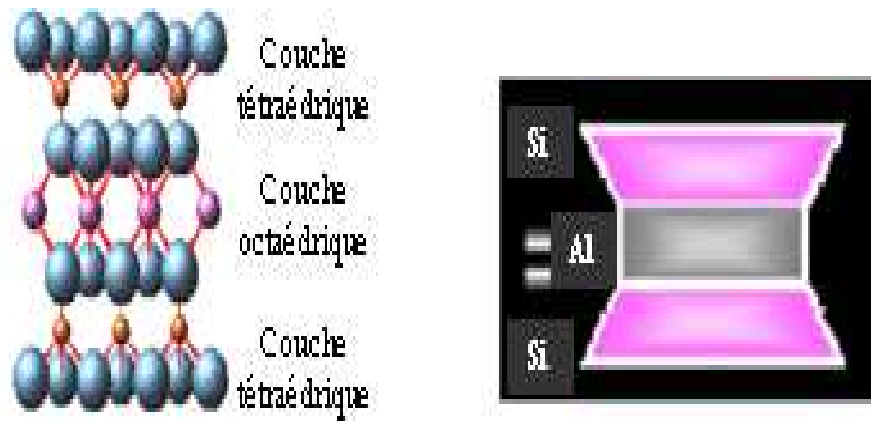 Couche
tétraédrique
Couche
octaédrique
Couche
tétraédrique
Si
= Al
Si